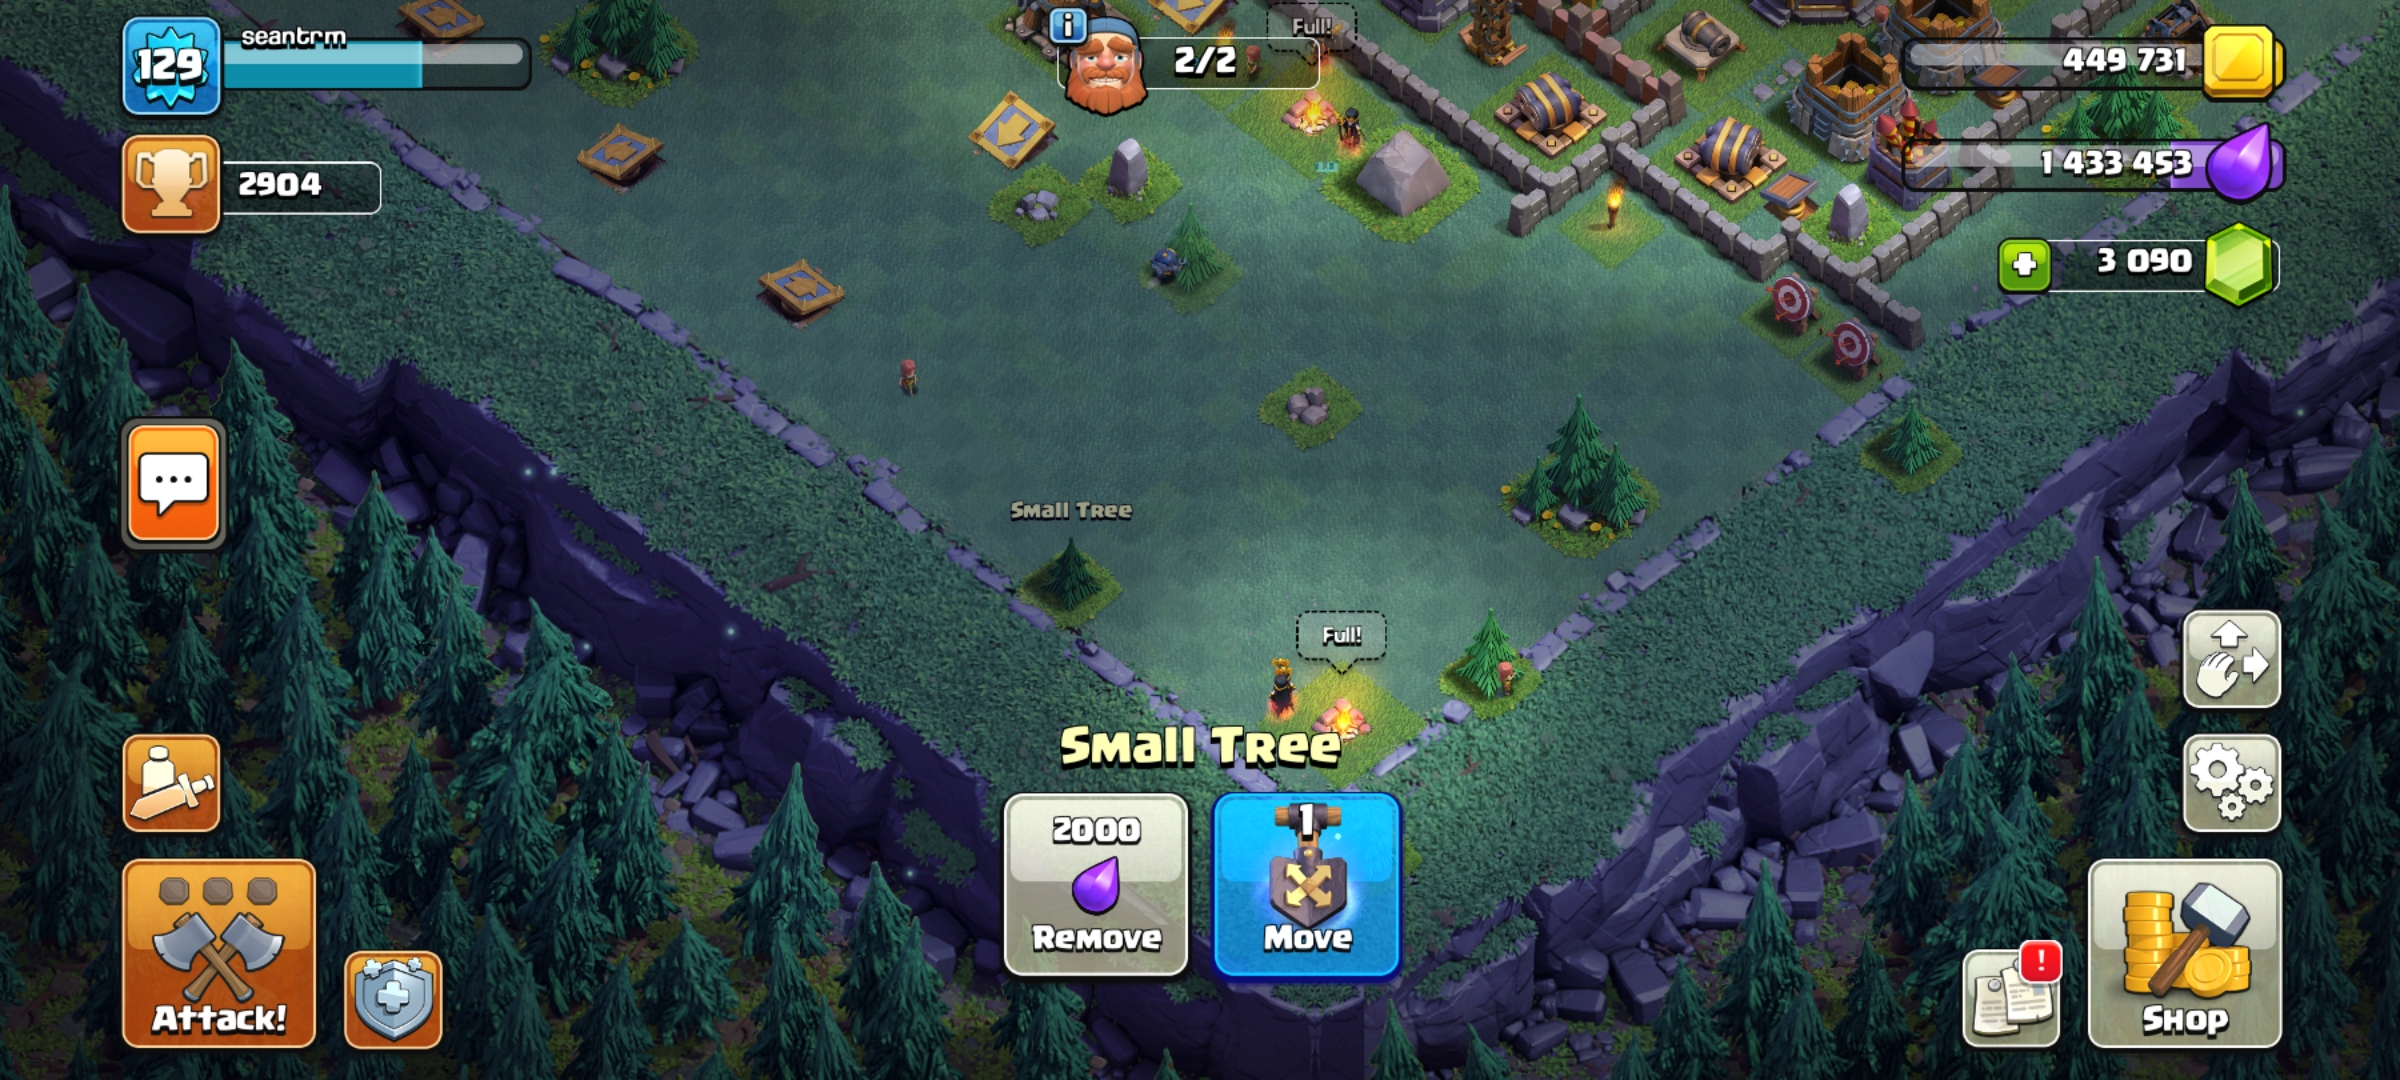 seantrm
129
2904
i
2/2
Full!
449 731
1 433 453
3 090
Small Tree
Full!
Small Tree
2000
Remove
1
Move
Attack!
!
Shop